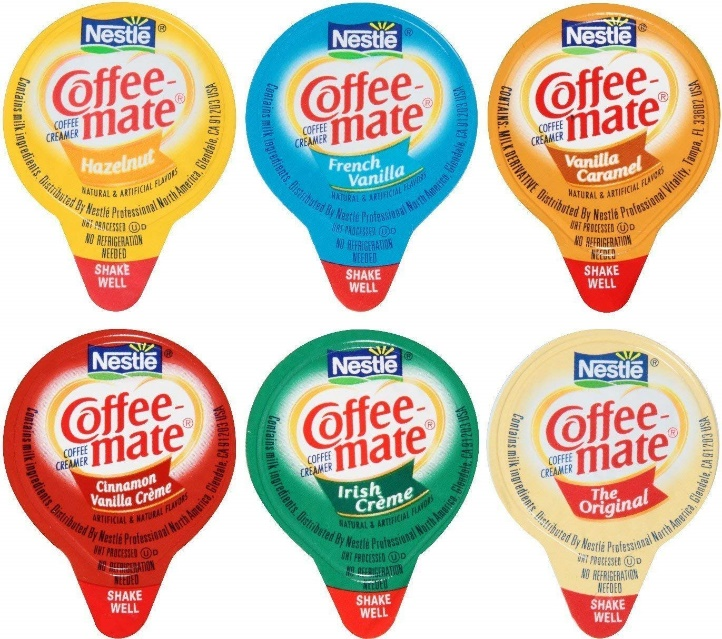 Nestlé®
Coffee-
mate®
COFFEE
CREAMER
Hazelnut
NATURAL & ARTIFICIAL FLAVORS
Contains milk ingredients. Distributed By Nestlé Professional North America, Glendale, CA 91203 USA
UHT PROCESSED Ⓤ D
NO REFRIGERATION
NEEDED
SHAKE
WELL
Nestlé®
Coffee-
mate®
COFFEE
CREAMER
French
Vanilla
NATURAL & ARTIFICIAL FLAVORS
Contains milk ingredients. Distributed By Nestlé Professional North America, Glendale, CA 91203 USA
UHT PROCESSED Ⓤ D
NO REFRIGERATION
NEEDED
SHAKE
WELL
Nestlé®
Coffee-
mate®
COFFEE
CREAMER
Vanilla
Caramel
NATURAL & ARTIFICIAL FLAVORS
CONTAINS: MILK DERIVATIVE. Distributed By Nestlé Professional Vitality, Tampa, FL 33602 USA
UHT PROCESSED Ⓤ D
NO REFRIGERATION
NEEDED
SHAKE
WELL
Nestlé®
Coffee-
mate®
COFFEE
CREAMER
Cinnamon
Vanilla Crème
ARTIFICIAL & NATURAL FLAVORS
Contains milk ingredients. Distributed By Nestlé Professional North America, Glendale, CA 91203 USA
UHT PROCESSED Ⓤ D
NO REFRIGERATION
NEEDED
SHAKE
WELL
Nestlé®
Coffee-
mate®
COFFEE
CREAMER
Irish
Crème
NATURAL & ARTIFICIAL FLAVORS
Contains milk ingredients. Distributed By Nestlé Professional North America, Glendale, CA 91203 USA
UHT PROCESSED Ⓤ D
NO REFRIGERATION
NEEDED
SHAKE
WELL
Nestlé®
Coffee-
mate®
COFFEE
CREAMER
The
Original
Contains milk ingredients. Distributed By Nestlé Professional North America, Glendale, CA 91203 USA
UHT PROCESSED Ⓤ D
NO REFRIGERATION
NEEDED
SHAKE
WELL